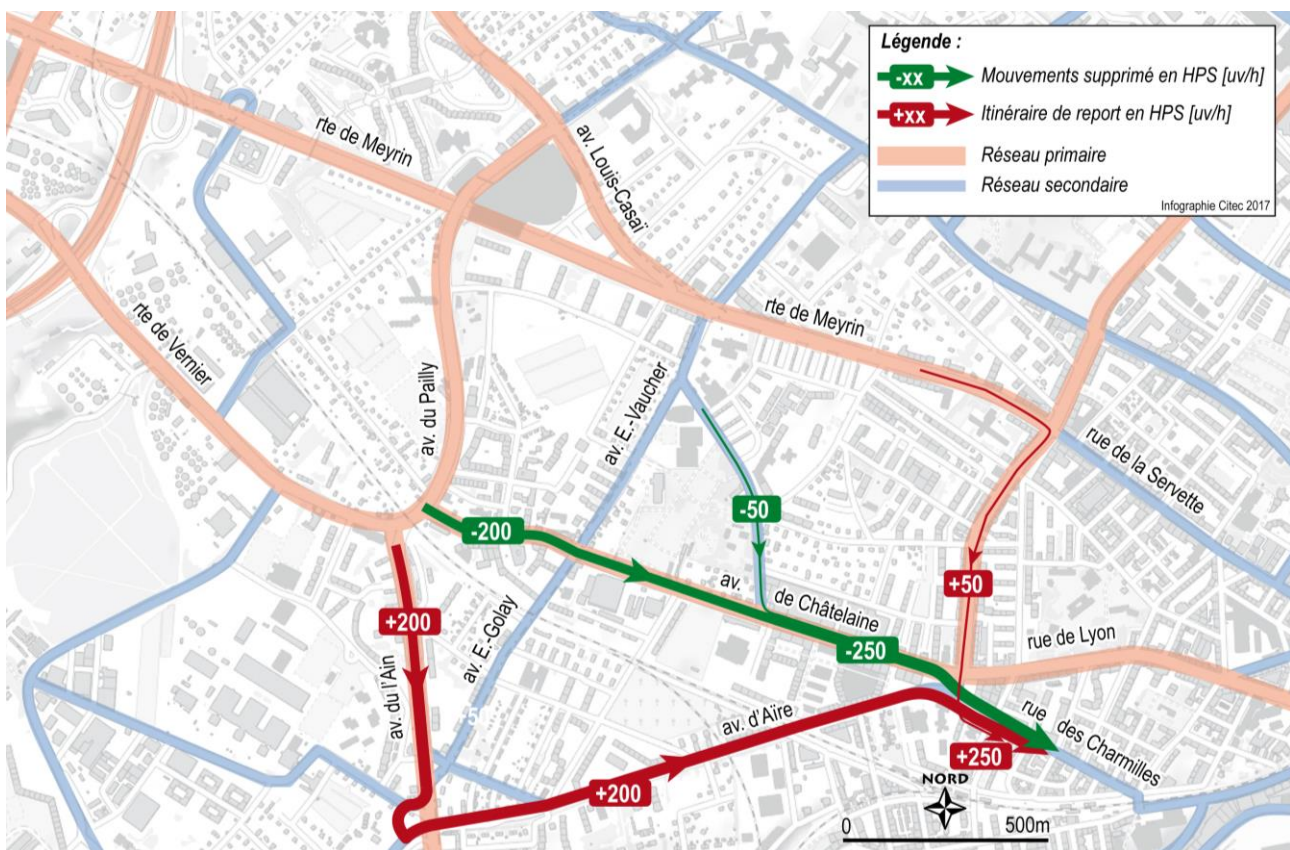 Légende :
-xx Mouvements supprimé en HPS [uv/h]
+xx Itinéraire de report en HPS [uv/h]
Réseau primaire
Réseau secondaire
Infographie Citec 2017
rte de Meyrin
av. Louis-Casaï
rte de Vernier
av. du Pailly
av. E.-Vaucher
rte de Meyrin
rue de la Servette
-50
-200
+50
av. de Châtelaine
+200
av. E.-Golay
-250
rue de Lyon
av. du l'Ain
av. d'Aïre
rue des Charmilles
+250
+200
NORD
0 500m